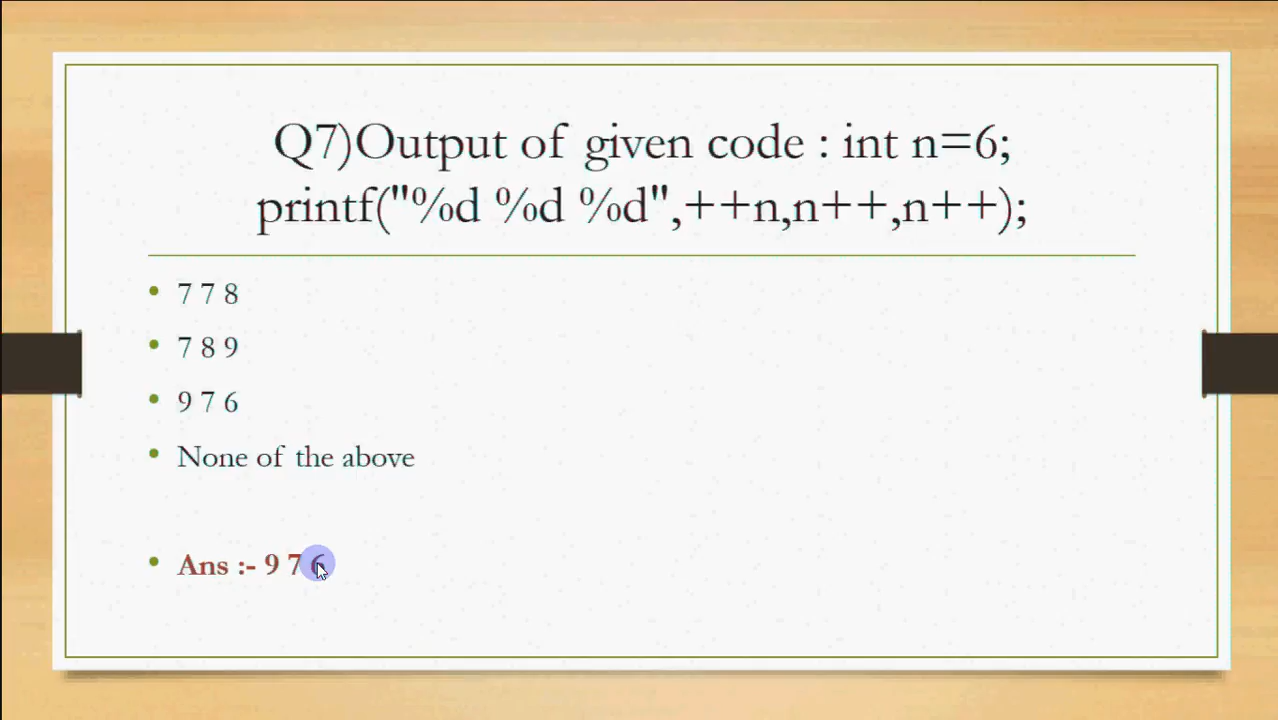 Q7)Output of given code : int n=6;
printf("%d %d %d",++n,n++,n++);
• 7 7 8
• 7 8 9
• 9 7 6
• None of the above
• Ans :- 9 7 6